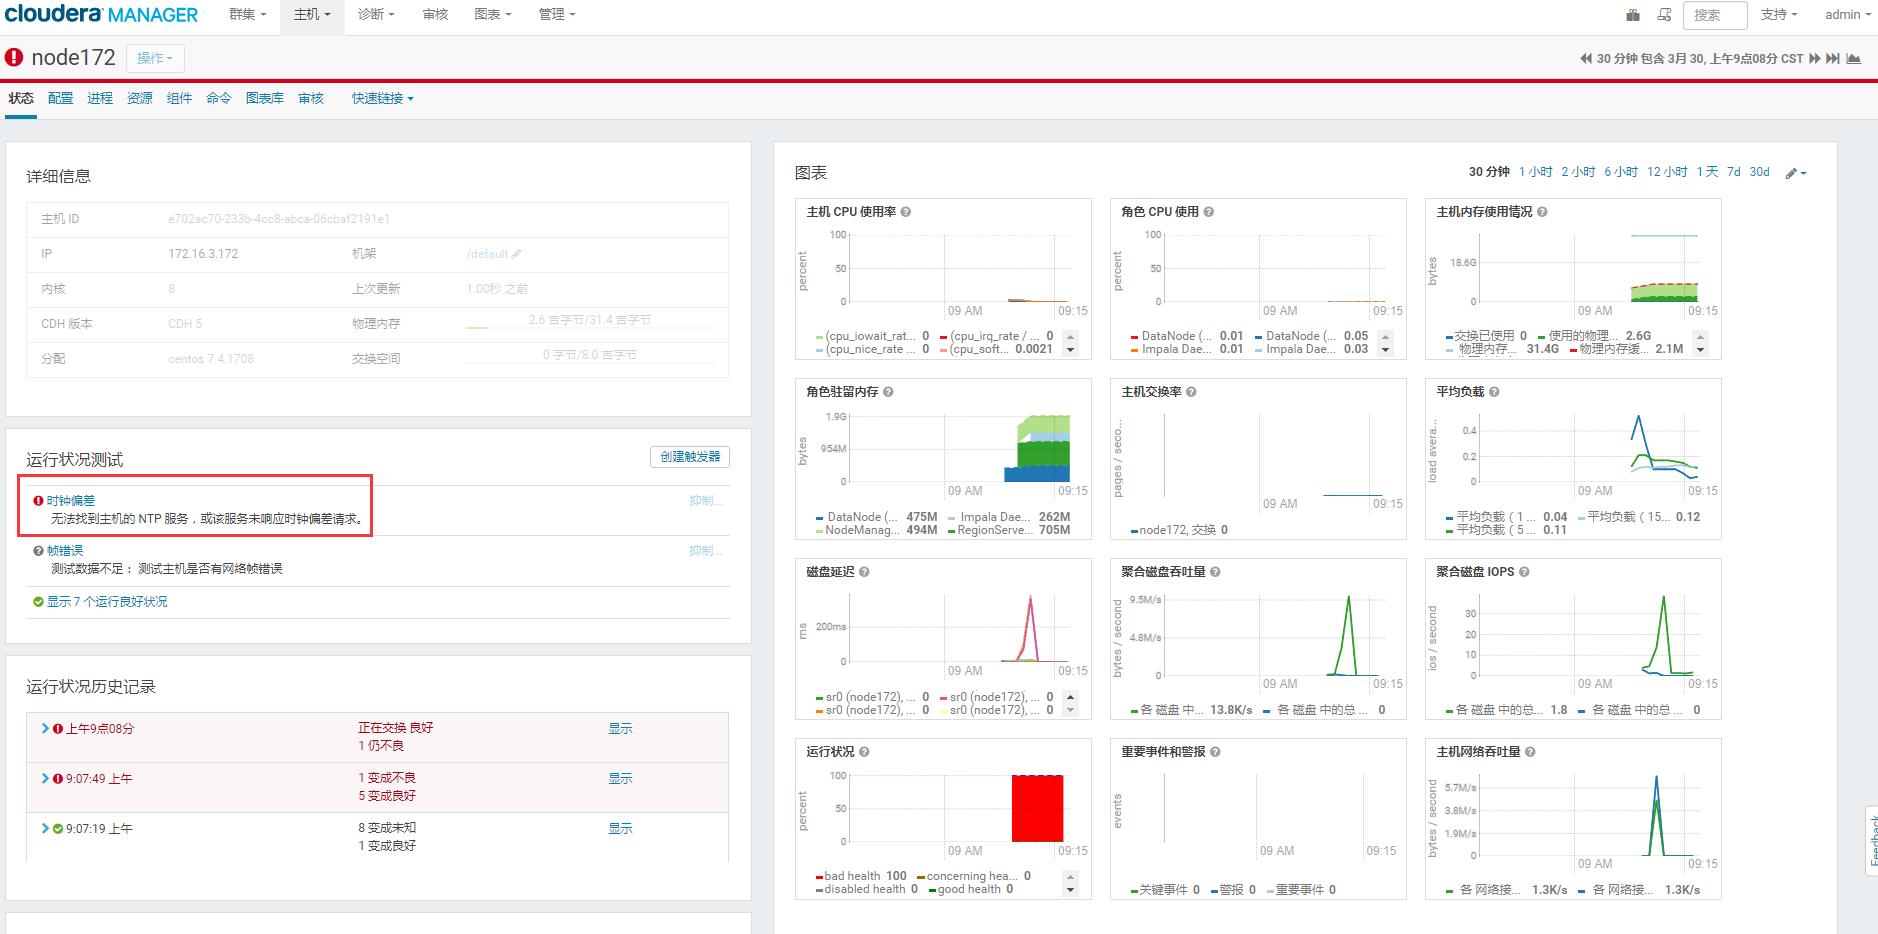 cloudera MANAGER 群集 主机 诊断 审核 图表 管理 搜索 支持 admin
node172 操作 30 分钟 包含 3月 30, 上午9点08分 CST
状态 配置 进程 资源 组件 命令 图表库 审核 快速链接
详细信息
主机 ID e702ac70-233b-4cc8-abca-06cbaf2191e1
IP 172.16.3.172 机架 /default
内核 8 上次更新 1.00秒 之前
CDH 版本 CDH 5 物理内存 2.6 吉字节/31.4 吉字节
分配 centos 7.4.1708 交换空间 0 字节/8.0 吉字节
运行状况测试 创建触发器
时钟偏差 抑制...
无法找到主机的 NTP 服务，或该服务未响应时钟偏差请求。
帧错误 抑制...
测试数据不足： 测试主机是否有网络帧错误
显示 7 个运行良好状况
运行状况历史记录
上午9点08分 正在交换 良好 显示
1 仍不良
9:07:49 上午 1 变成不良 显示
5 变成良好
9:07:19 上午 8 变成未知 显示
1 变成良好
图表 30 分钟 1 小时 2 小时 6 小时 12 小时 1 天 7d 30d
主机 CPU 使用率
percent
100
50
0
09 AM 09:15
(cpu_iowait_rat... 0 (cpu_irq_rate / ... 0
(cpu_nice_rate ... 0 (cpu_soft... 0.0021
角色 CPU 使用
percent
100
50
0
09 AM 09:15
DataNode (... 0.01 DataNode (... 0.05
Impala Dae... 0.01 Impala Dae... 0.03
主机内存使用情况
bytes
18.6G
0
09 AM 09:15
交换已使用 0 使用的物理... 2.6G
物理内存... 31.4G 物理内存缓... 2.1M
角色驻留内存
bytes
1.9G
954M
0
09 AM 09:15
DataNode (... 475M Impala Dae... 262M
NodeManag... 494M RegionServe... 705M
主机交换率
pages / seco...
09 AM 09:15
node172, 交换 0
平均负载
load avera...
0.4
0.2
0
09 AM 09:15
平均负载（ 1 ... 0.04 平均负载（ 15... 0.12
平均负载（ 5 ... 0.11
磁盘延迟
ms
200ms
0
09 AM 09:15
sr0 (node172), ... 0 sr0 (node172), ... 0
sr0 (node172), ... 0 sr0 (node172), ... 0
聚合磁盘吞吐量
bytes / second
9.5M/s
4.8M/s
0
09 AM 09:15
各 磁盘 中... 13.8K/s 各 磁盘 中的总 ... 0
聚合磁盘 IOPS
ios / second
30
20
10
0
09 AM 09:15
各 磁盘 中的总... 1.8 各 磁盘 中的总 ... 0
运行状况
percent
100
50
0
09 AM 09:15
bad health 100 concerning hea... 0
disabled health 0 good health 0
重要事件和警报
events
09 AM 09:15
关键事件 0 警报 0 重要事件 0
主机网络吞吐量
bytes / second
5.7M/s
3.8M/s
1.9M/s
0
09 AM 09:15
各 网络接... 1.3K/s 各 网络接... 1.3K/s
Feedback